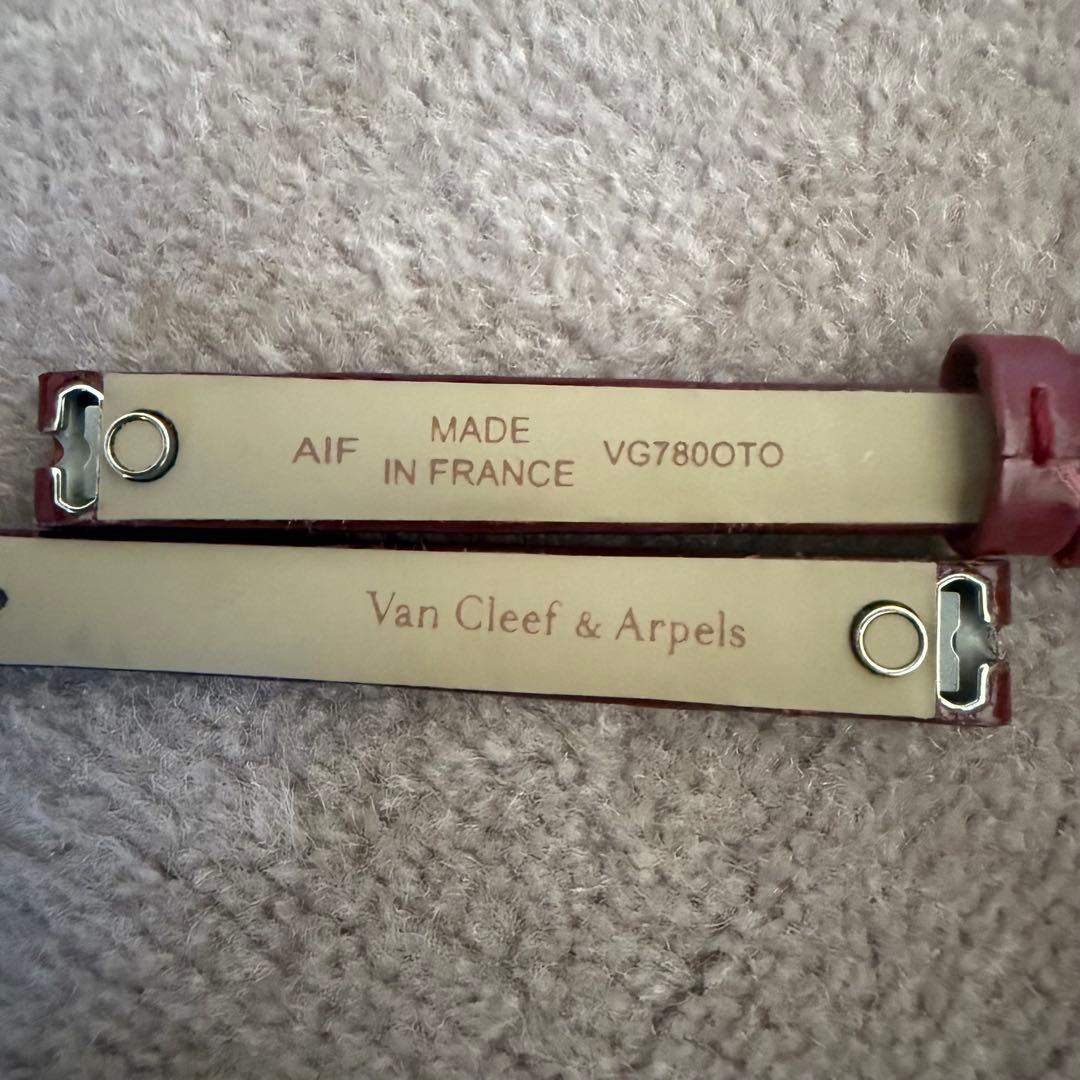 AIF
MADE
IN FRANCE
VG780OTO
Van Cleef & Arpels